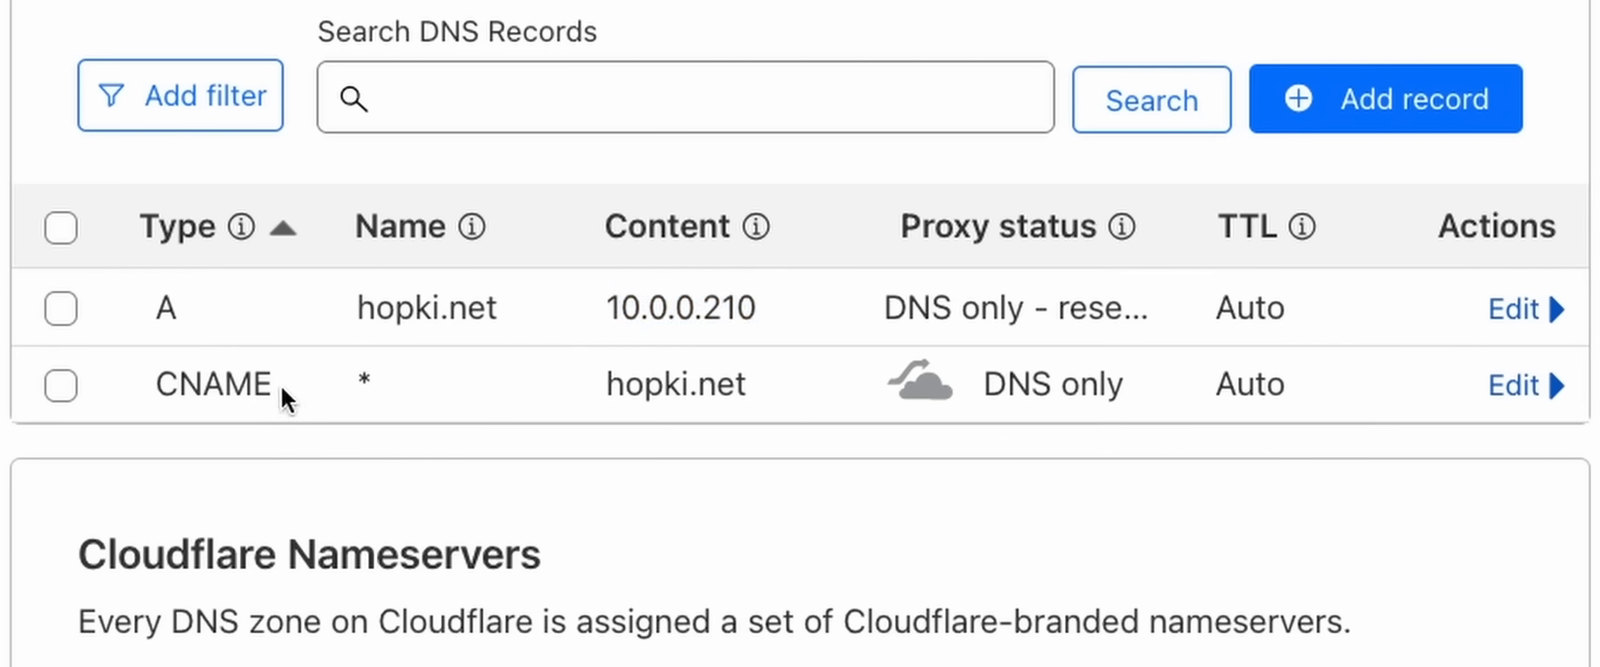 Search DNS Records
Add filter
Search
Add record
Type Name Content Proxy status TTL Actions
A hopki.net 10.0.0.210 DNS only - rese... Auto Edit
CNAME * hopki.net DNS only Auto Edit
Cloudflare Nameservers
Every DNS zone on Cloudflare is assigned a set of Cloudflare-branded nameservers.